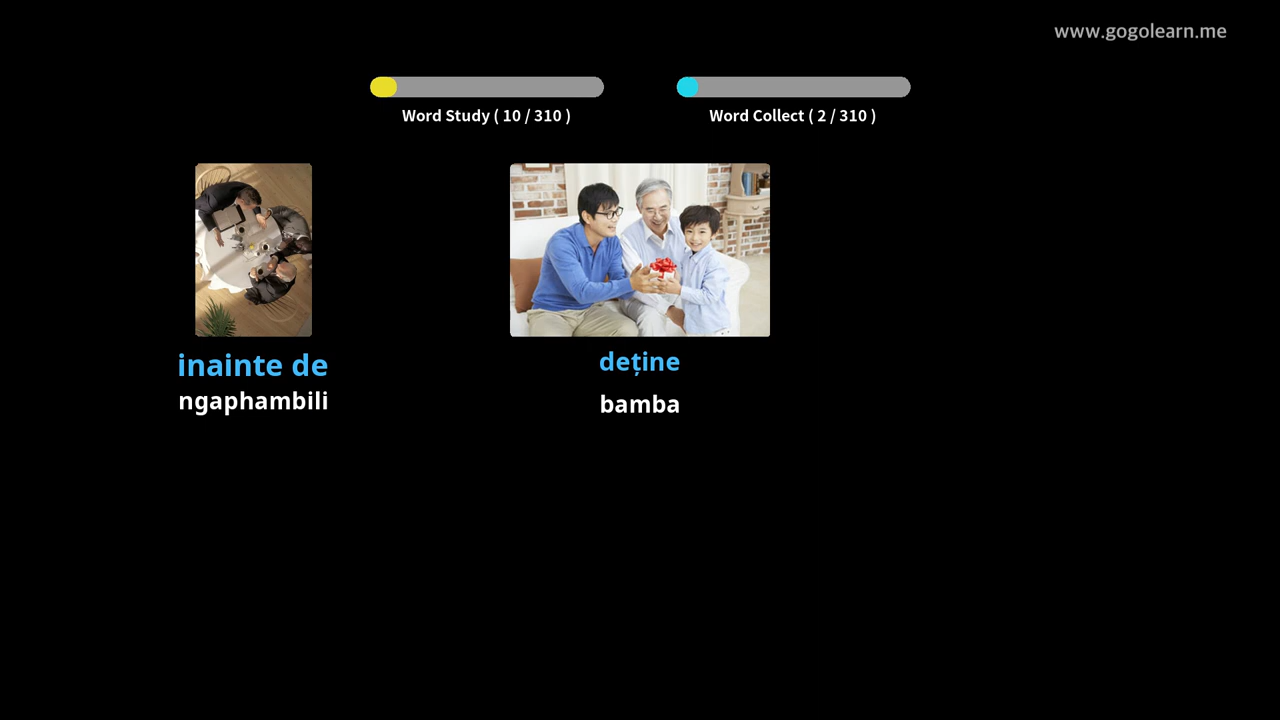 www.gogolearn.me
Word Study ( 10 / 310 )
Word Collect ( 2 / 310 )
inainte de
ngaphambili
deține
bamba